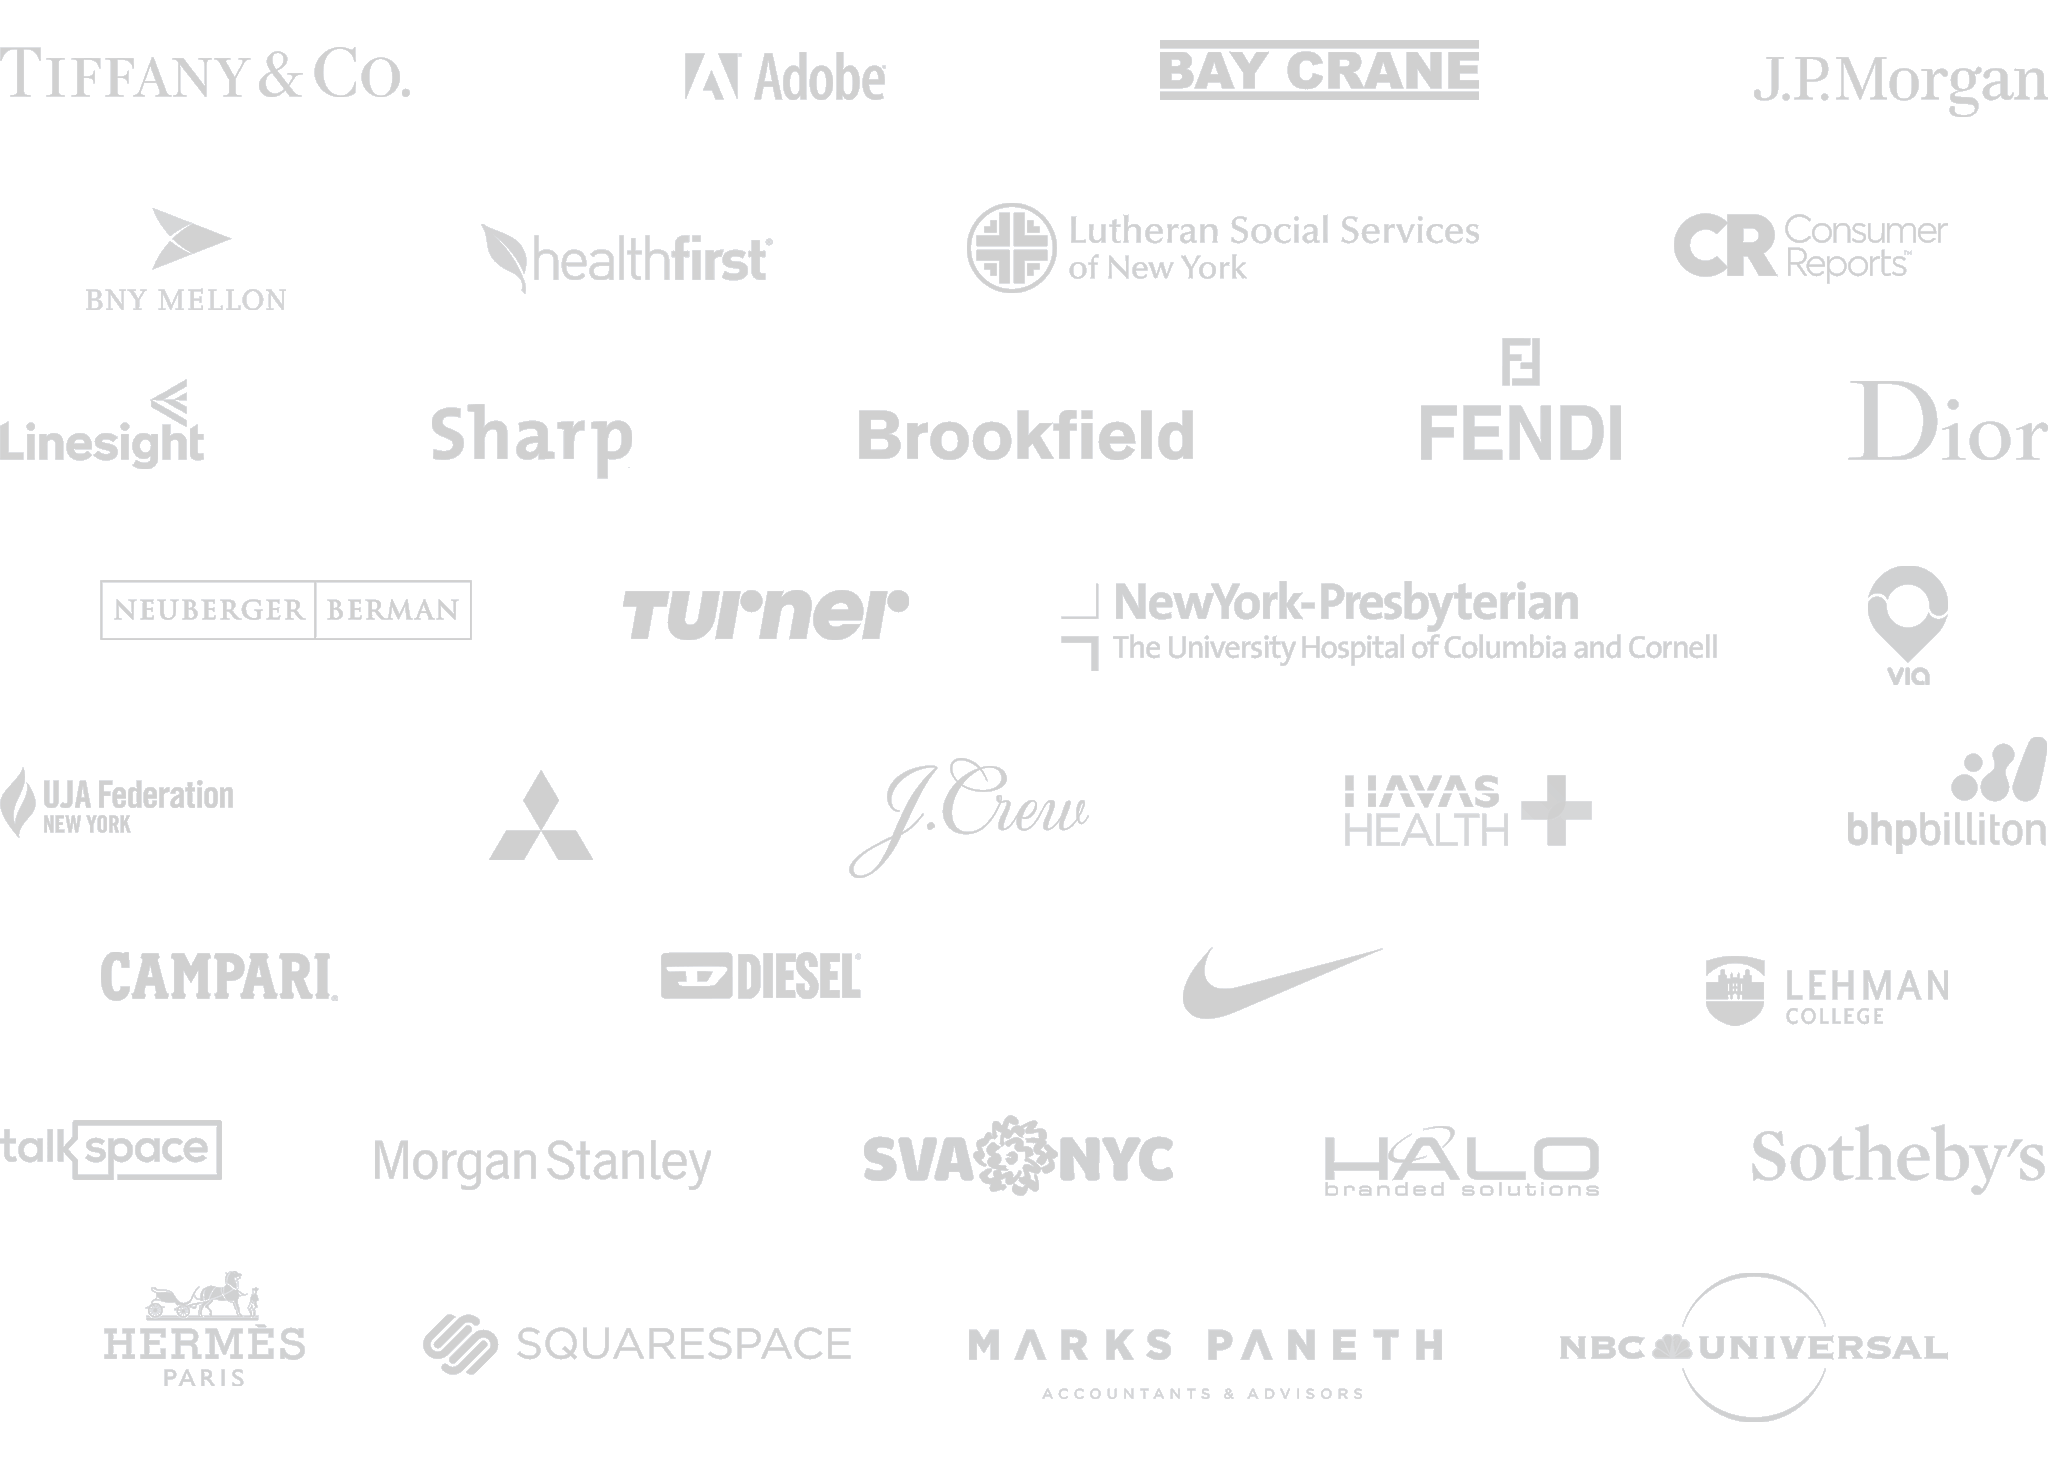 TIFFANY & CO.
Adobe
BAY CRANE
J.P.Morgan
BNY MELLON
healthfirst
Lutheran Social Services
of New York
CR Consumer
Reports™
Linesight
Sharp
Brookfield
FENDI
Dior
NEUBERGER BERMAN
Turner
NewYork-Presbyterian
The University Hospital of Columbia and Cornell
via
UJA Federation
NEW YORK
J.Crew
HAVAS
HEALTH
bhpbilliton
CAMPARI
D DIESEL
LEHMAN
COLLEGE
talkspace
Morgan Stanley
SVA NYC
HALO
branded solutions
Sotheby's
HERMÈS
PARIS
SQUARESPACE
MARKS PANETH
ACCOUNTANTS & ADVISORS
NBC UNIVERSAL